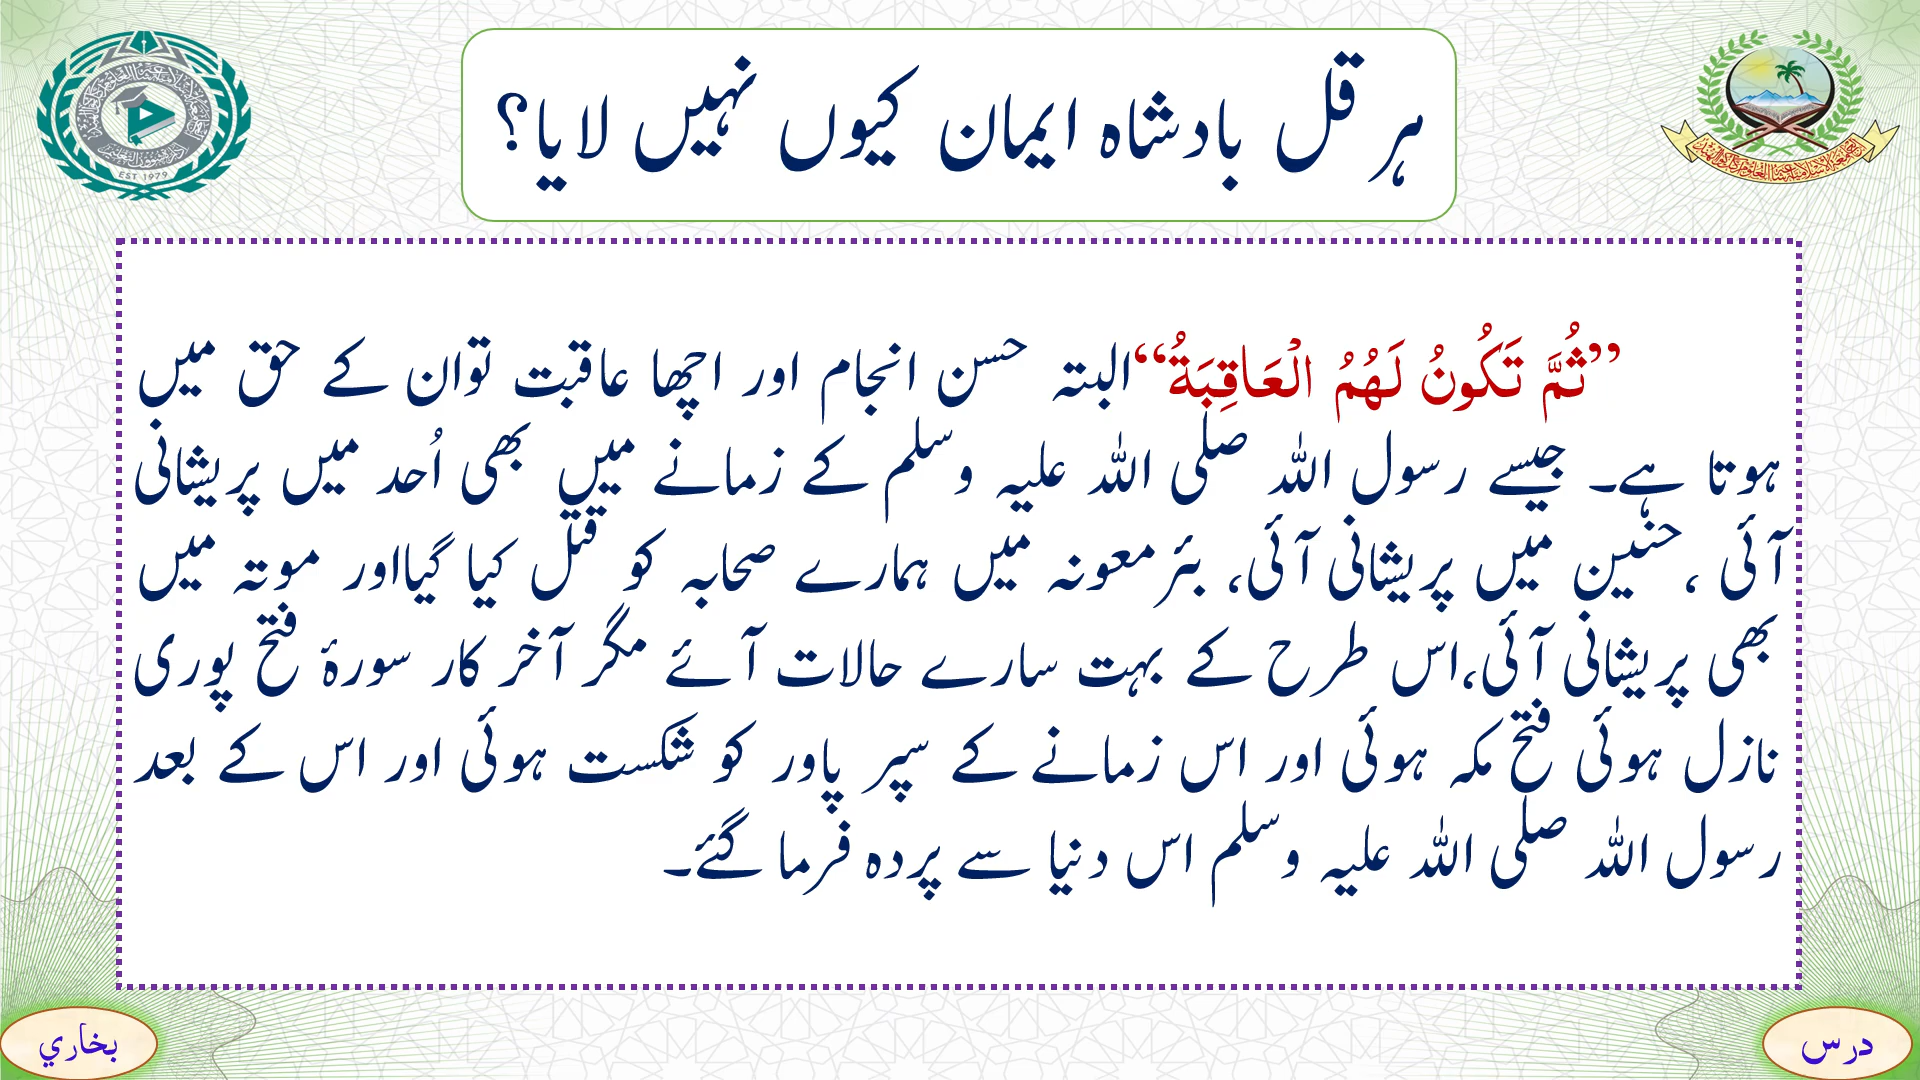 ہرقل بادشاہ ایمان کیوں نہیں لایا؟
’’ثُمَّ تَكُونُ لَهُمُ الْعَاقِبَةُ‘‘البتہ حسن انجام اور اچھا عاقبت توان کے حق میں
ہوتا ہے۔ جیسے رسول اللہ صلی اللہ علیہ وسلم کے زمانے میں بھی اُحد میں پریشانی
آئی ، حنین میں پریشانی آئی، بئر معونہ میں ہمارے صحابہ کو قتل کیا گیااور موتہ میں
بھی پریشانی آئی،اس طرح کے بہت سارے حالات آئے مگر آخر کار سورۂ فتح پوری
نازل ہوئی فتح مکہ ہوئی اور اس زمانے کے سپر پاور کو شکست ہوئی اور اس کے بعد
رسول اللہ صلی اللہ علیہ وسلم اس دنیا سے پردہ فرما گئے۔
EST 1979
درس
بخاري